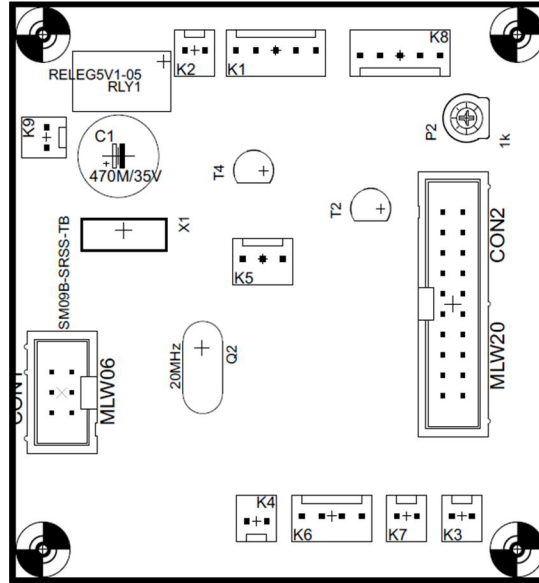 K2
K1
K8
RELEG5V1-05
RLY1
K9
C1
470M/35V
P2
1k
T4
T2
X1
SM09B-SRSS-TB
K5
CON2
MLW20
20MHz
Q2
CON1
MLW06
K4
K6
K7
K3